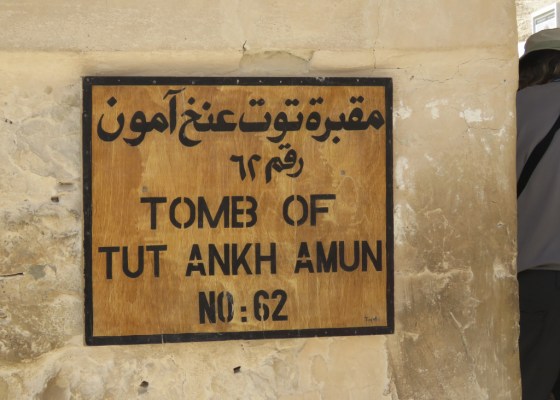 مقبرة توت عنخ آمون
رقم ٦٢
TOMB OF
TUT ANKH AMUN
NO: 62